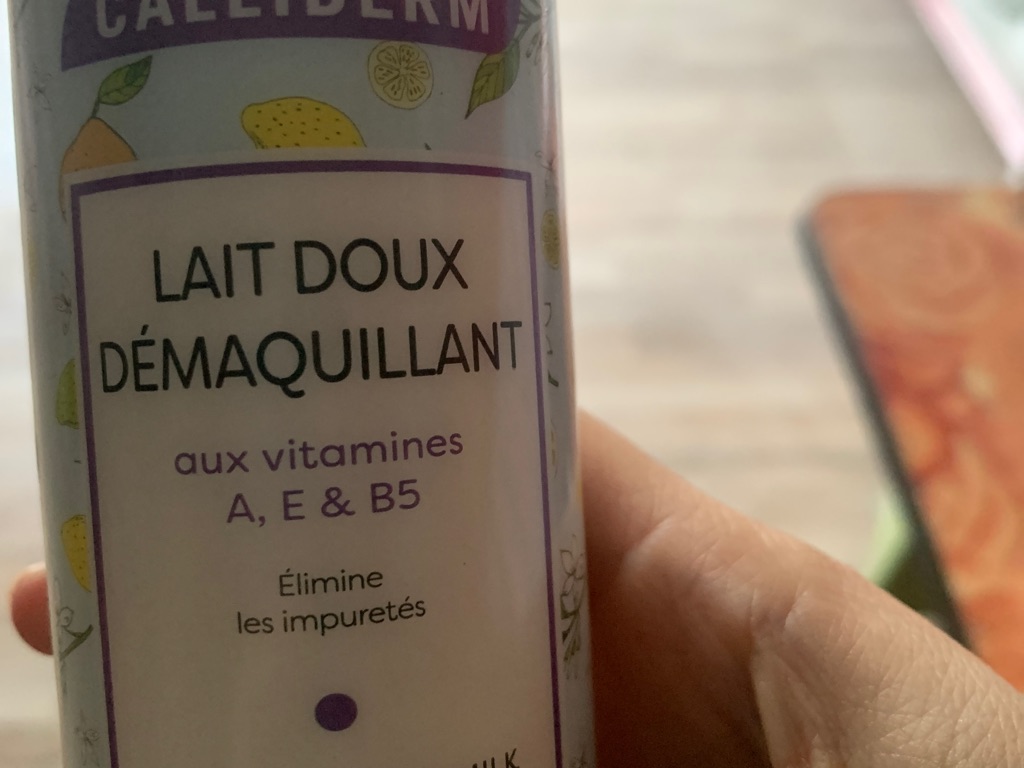 CALLIDERM
LAIT DOUX
DÉMAQUILLANT
aux vitamines
A, E & B5
Élimine
les impuretés